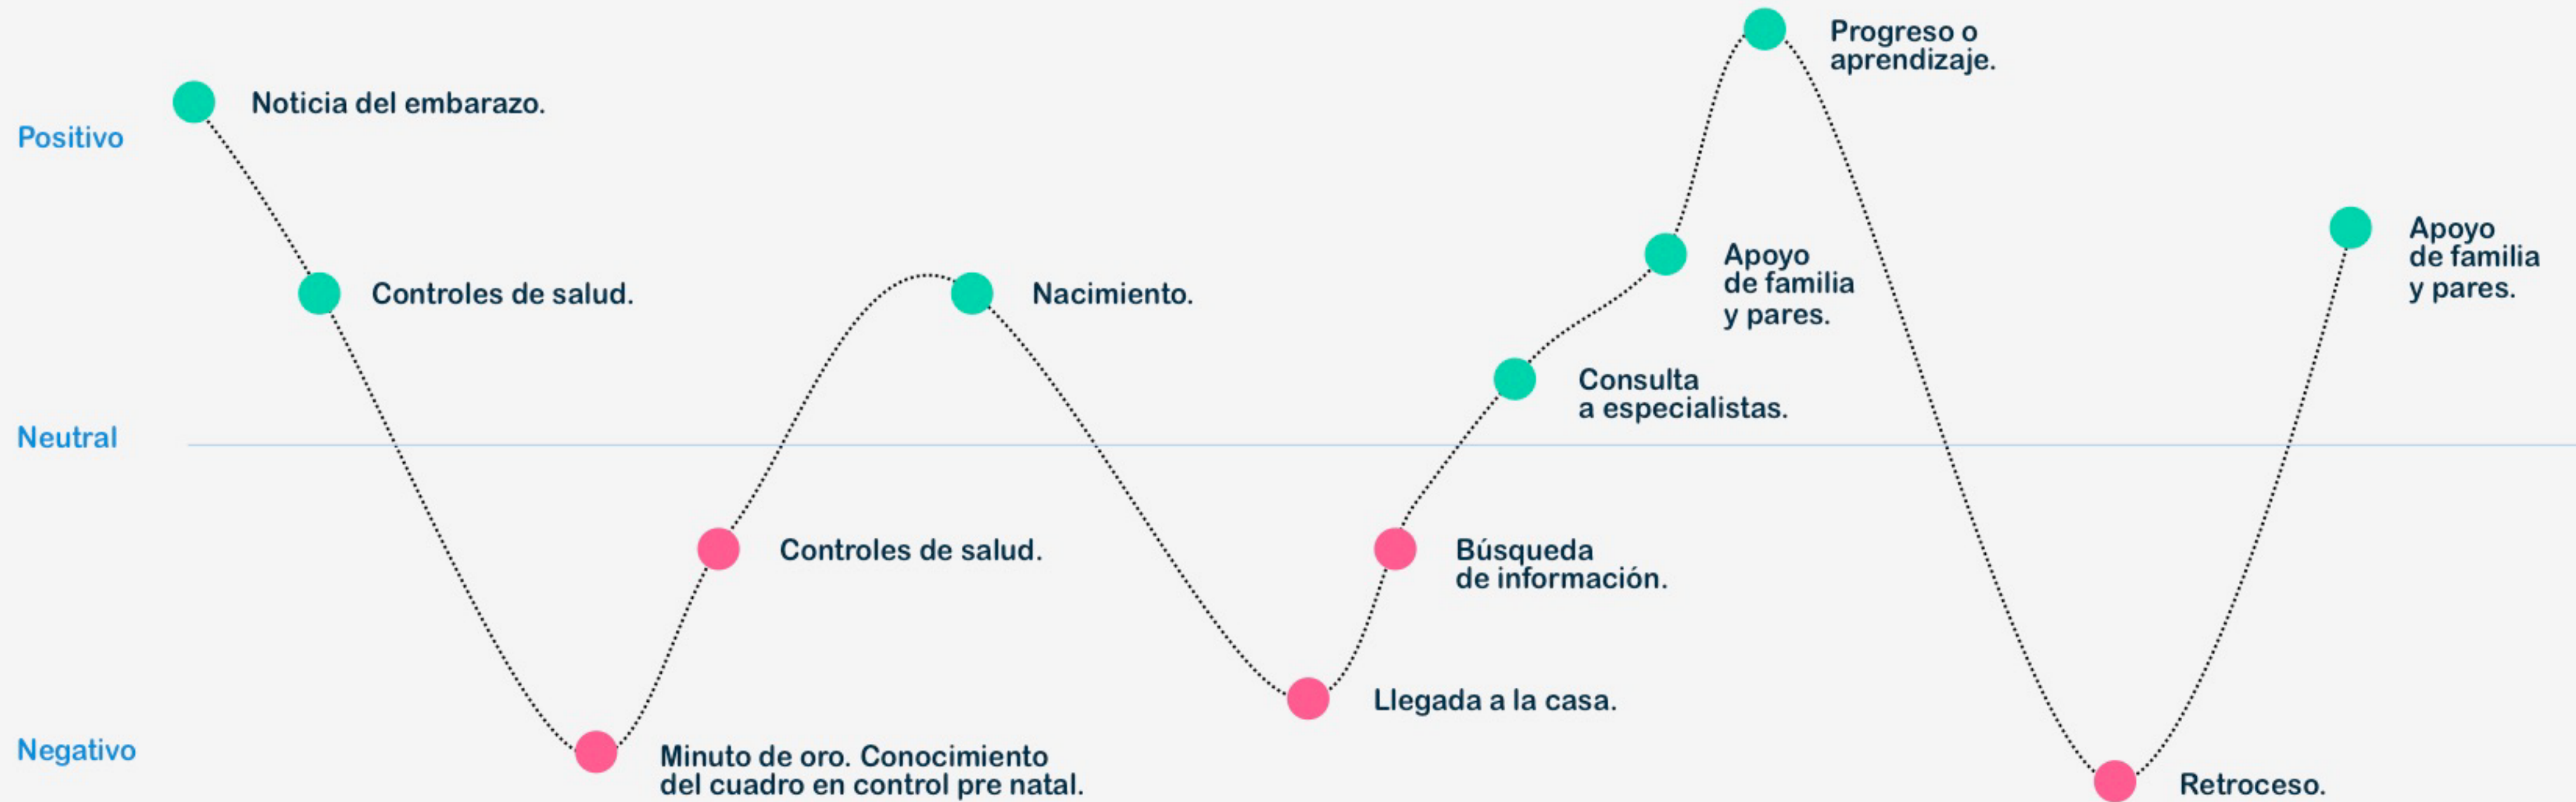 Positivo
Neutral
Negativo
Noticia del embarazo.
Controles de salud.
Minuto de oro. Conocimiento
del cuadro en control pre natal.
Controles de salud.
Nacimiento.
Llegada a la casa.
Búsqueda
de información.
Consulta
a especialistas.
Apoyo
de familia
y pares.
Progreso o
aprendizaje.
Retroceso.
Apoyo
de familia
y pares.